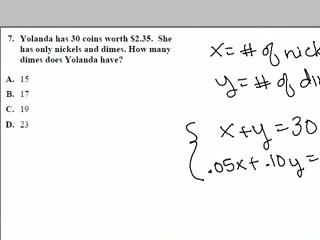 7. Yolanda has 30 coins worth $2.35. She
has only nickels and dimes. How many
dimes does Yolanda have?
A. 15
B. 17
C. 19
D. 23
x = # of nick
y = # of di
x + y = 30
.05x + .10y =